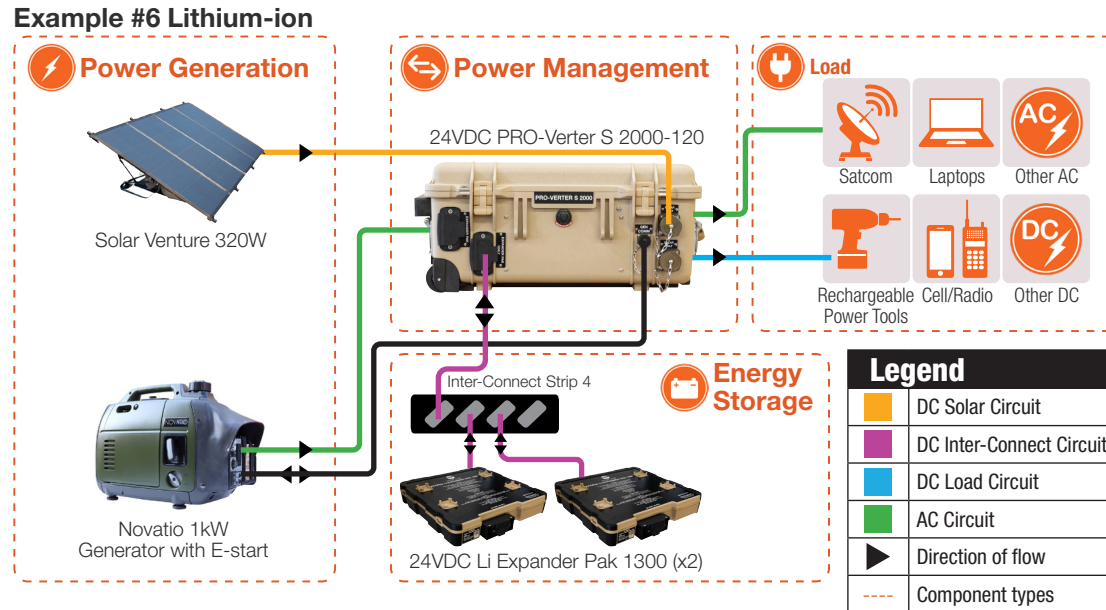 Example #6 Lithium-ion
Power Generation
Power Management
Load
24VDC PRO-Verter S 2000-120
PRO-VERTER S 2000
Solar Venture 320W
Satcom
Laptops
AC
Other AC
Rechargeable
Power Tools
Cell/Radio
DC
Other DC
GEN
COMM
Inter-Connect Strip 4
Energy
Storage
Novatio 1kW
Generator with E-start
24VDC Li Expander Pak 1300 (x2)
Legend
DC Solar Circuit
DC Inter-Connect Circuit
DC Load Circuit
AC Circuit
Direction of flow
Component types